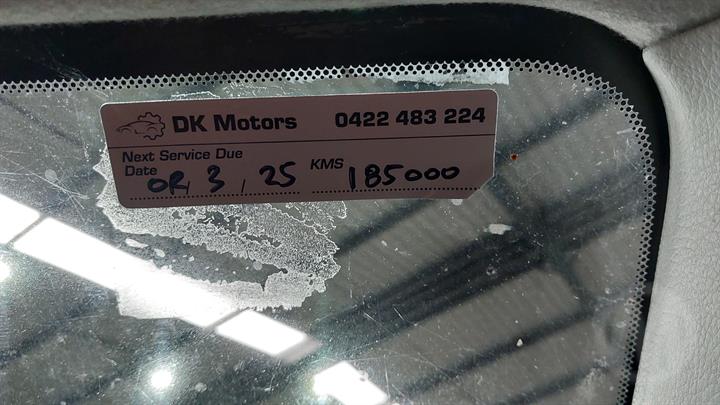 DK Motors 0422 483 224
Next Service Due
Date OR, 3, 25 KMS 185000